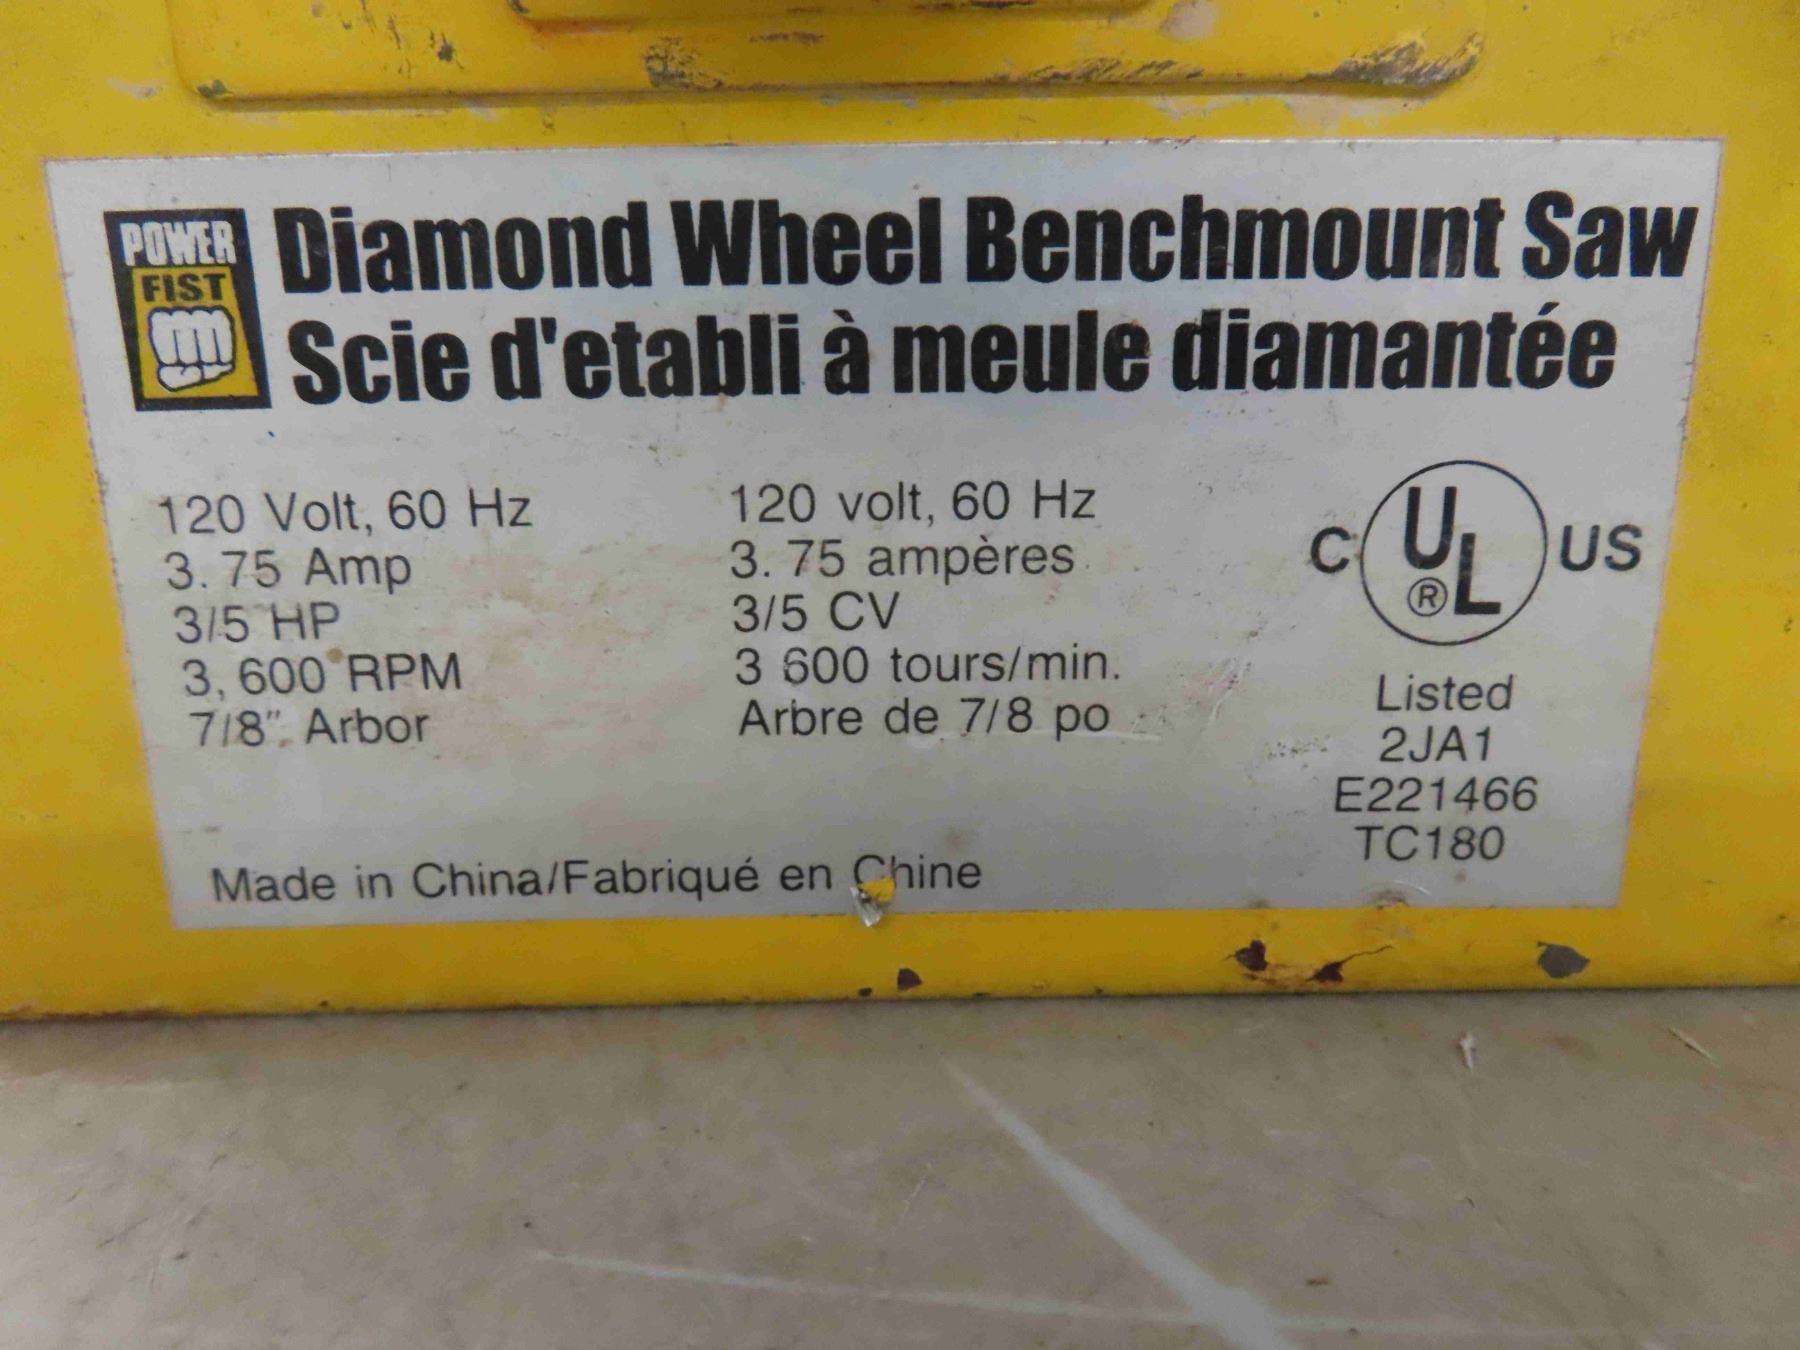 POWER
FIST
Diamond Wheel Benchmount Saw
Scie d'etabli à meule diamantée
120 Volt, 60 Hz
3.75 Amp
3/5 HP
3,600 RPM
7/8" Arbor
120 volt, 60 Hz
3.75 ampères
3/5 CV
3 600 tours/min.
Arbre de 7/8 po
C UL® US
Listed
2JA1
E221466
TC180
Made in China/Fabriqué en Chine